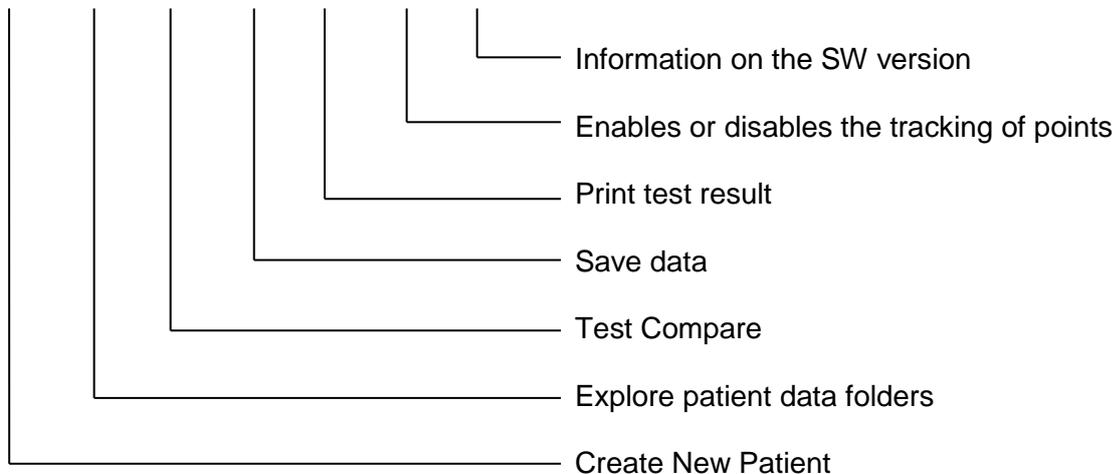 Information on the SW version
Enables or disables the tracking of points
Print test result
Save data
Test Compare
Explore patient data folders
Create New Patient